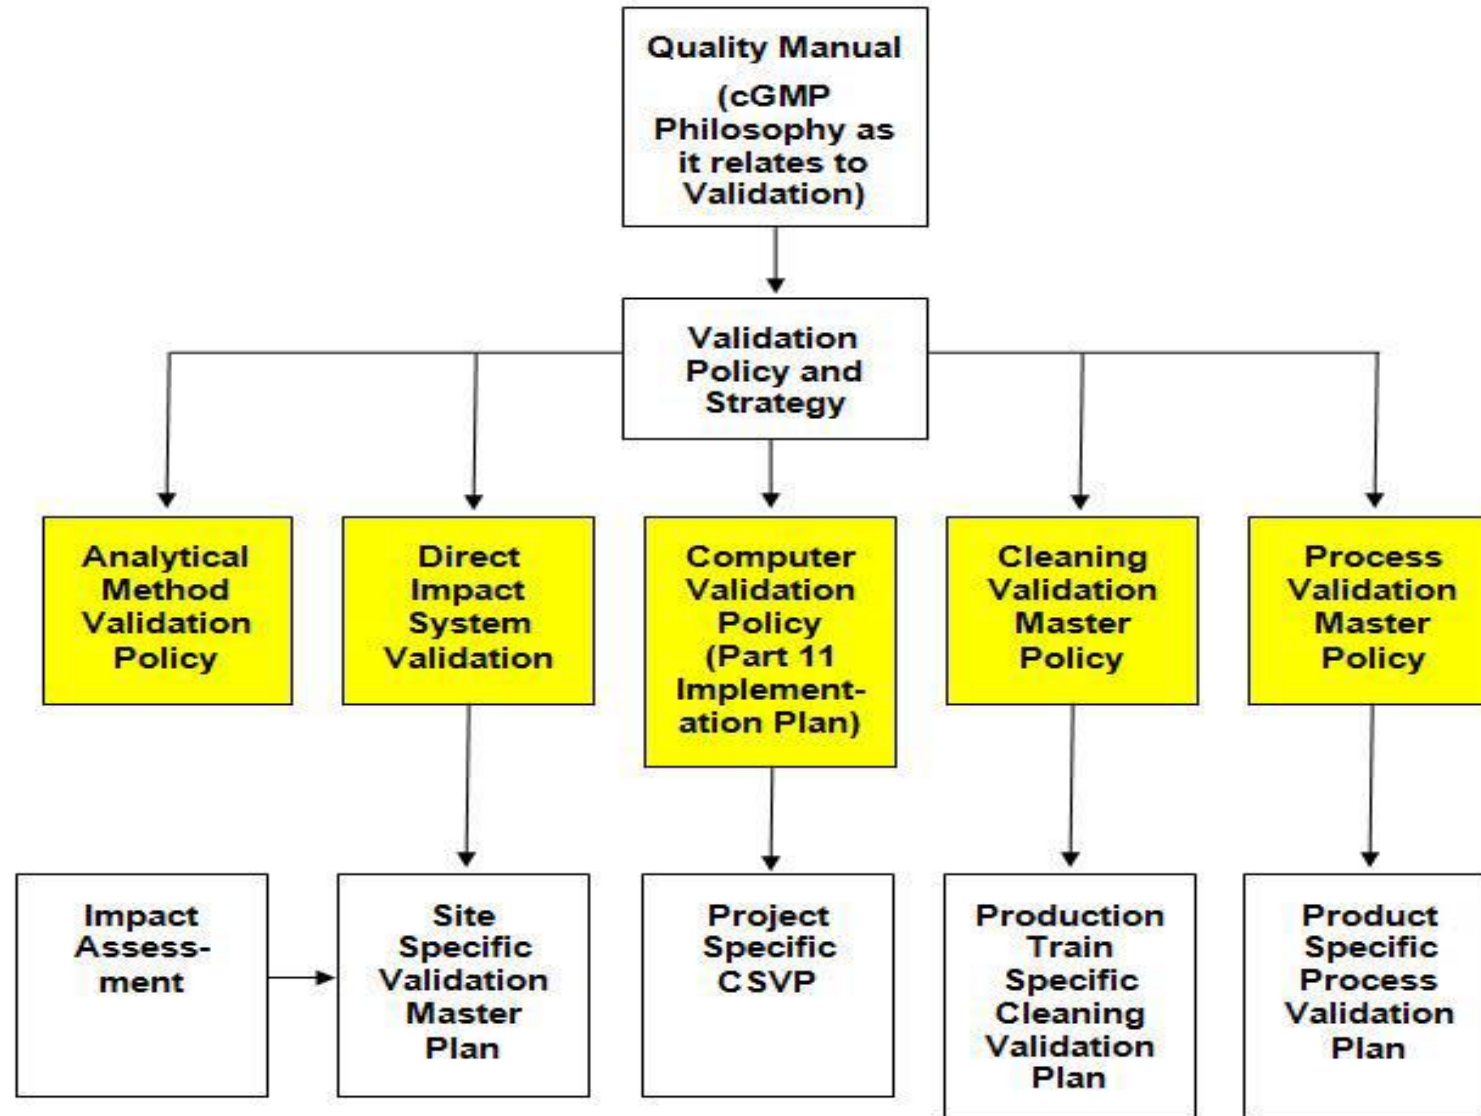 Quality Manual
(cGMP
Philosophy as
it relates to
Validation)
Validation
Policy and
Strategy
Analytical
Method
Validation
Policy
Direct
Impact
System
Validation
Computer
Validation
Policy
(Part 11
Implement-
ation Plan)
Cleaning
Validation
Master
Policy
Process
Validation
Master
Policy
Impact
Assess-
ment
Site
Specific
Validation
Master
Plan
Project
Specific
CSVP
Production
Train
Specific
Cleaning
Validation
Plan
Product
Specific
Process
Validation
Plan